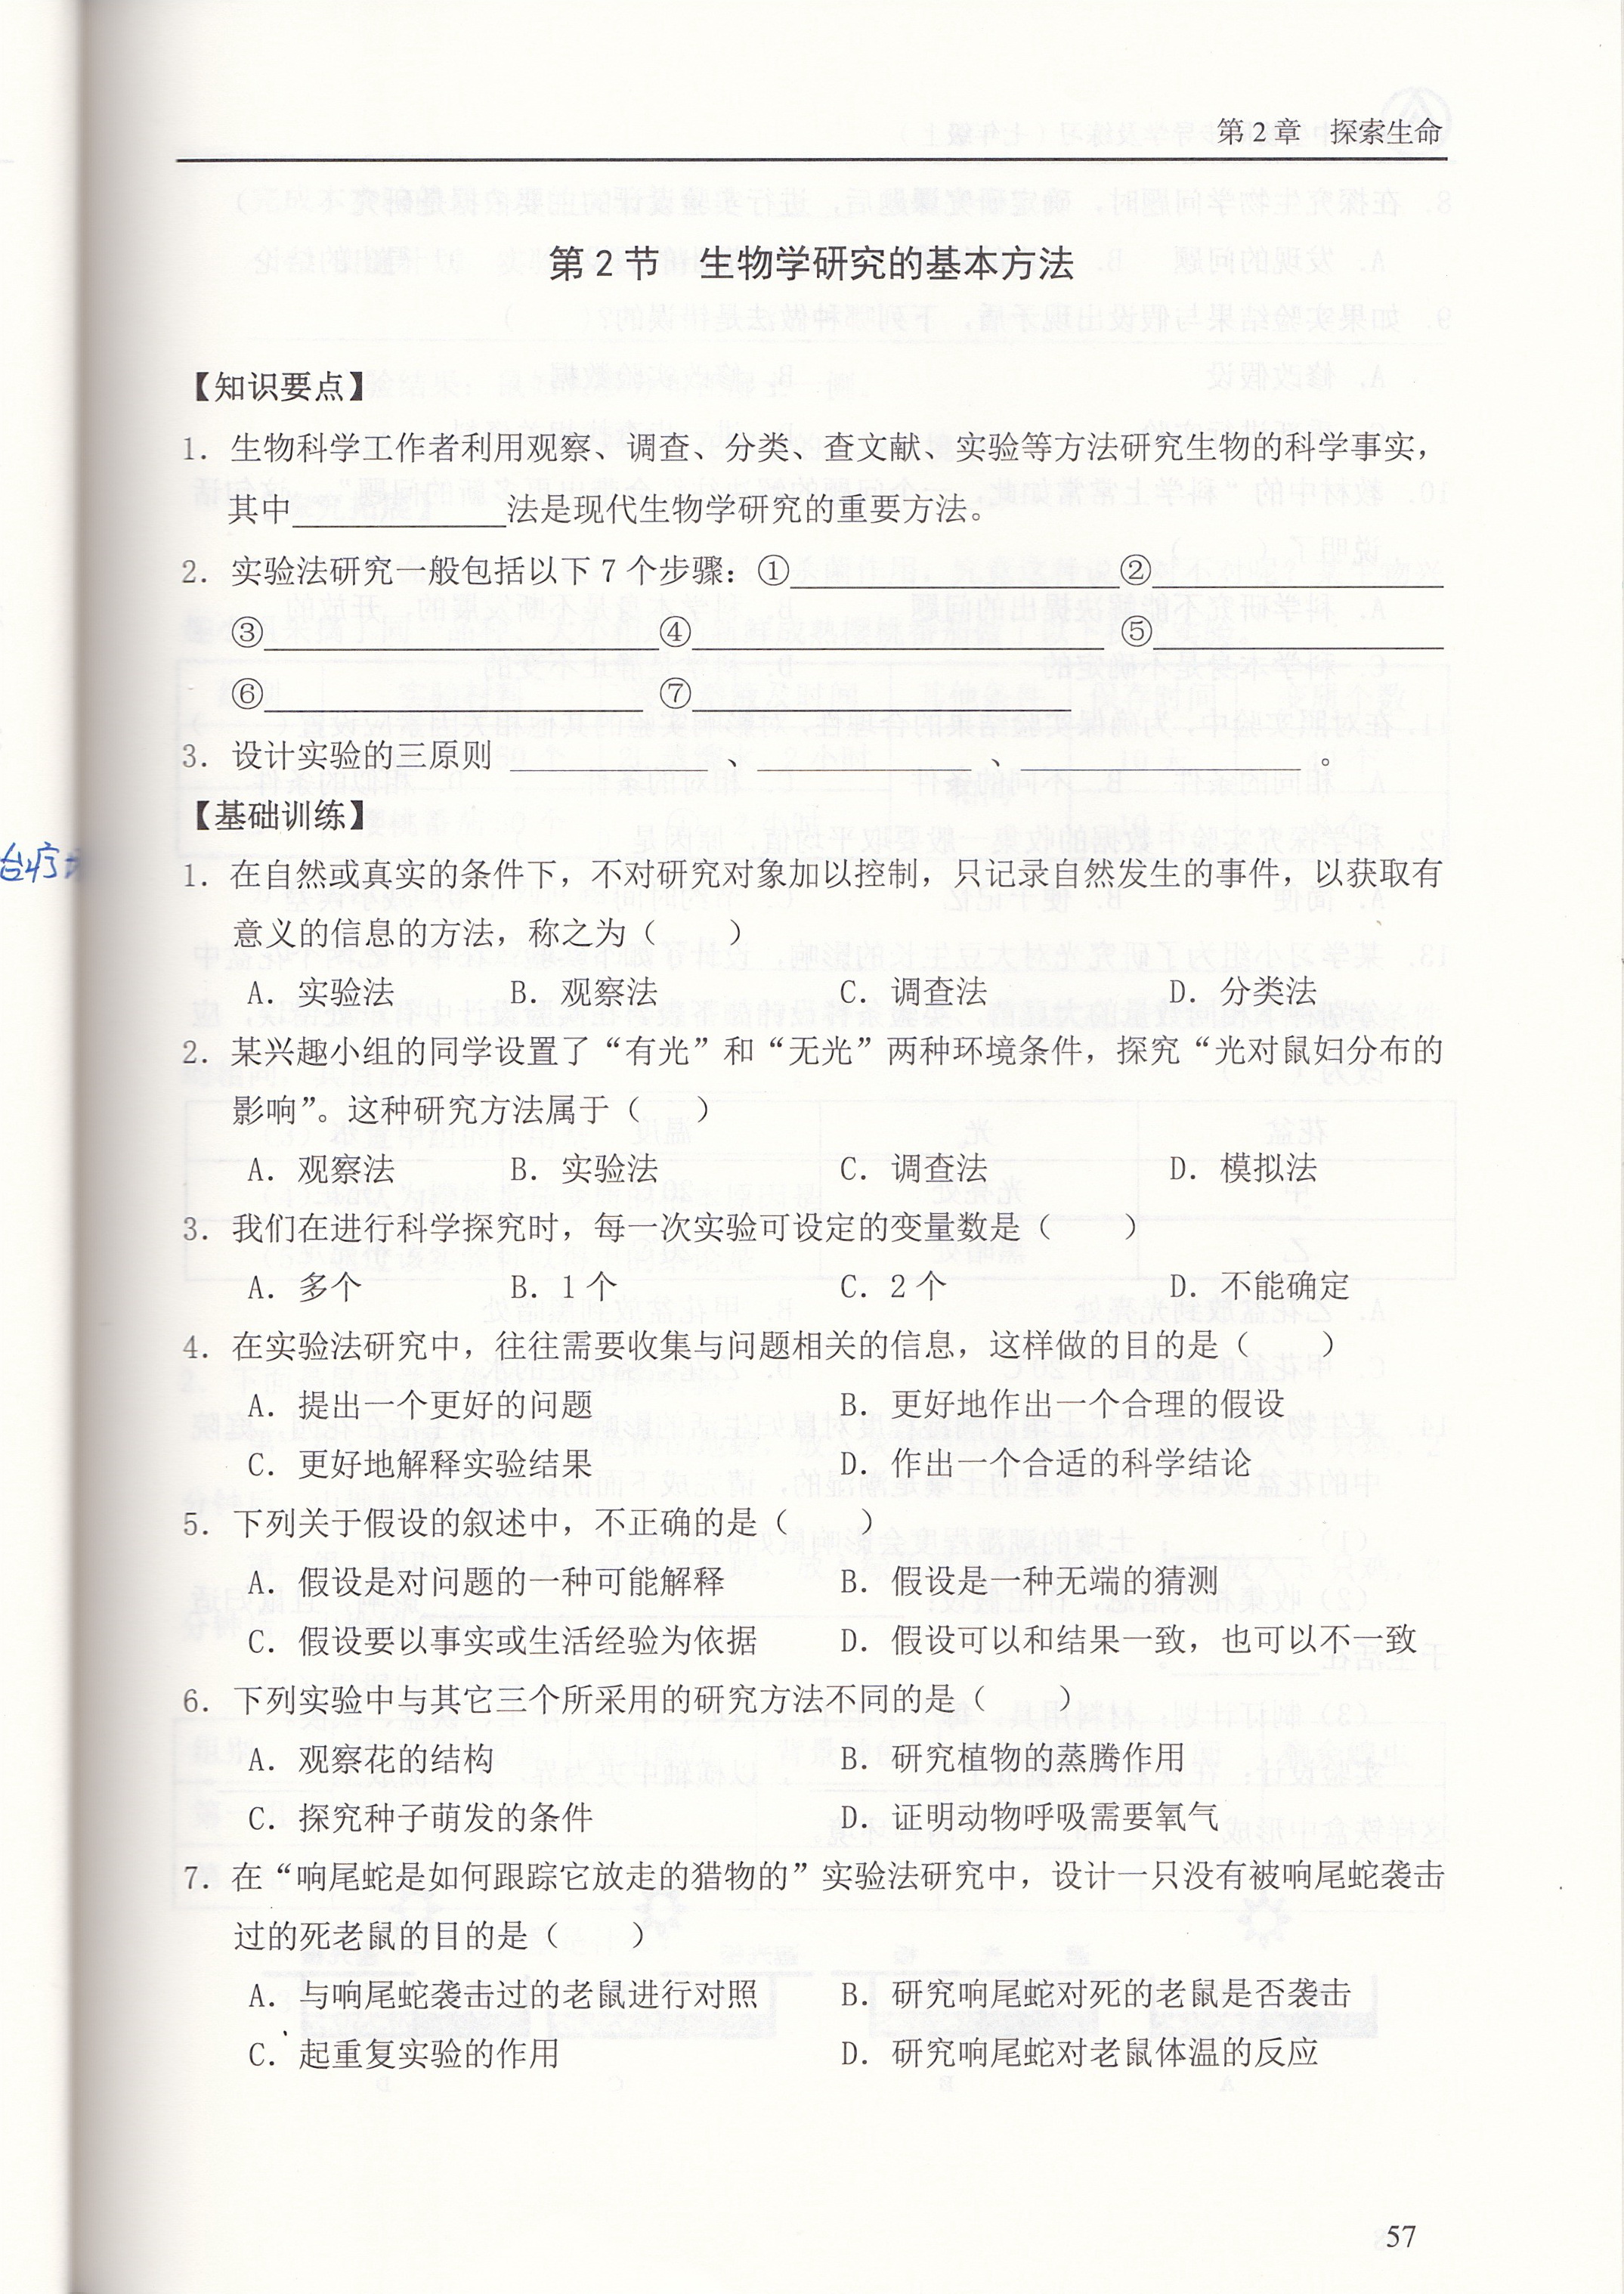 第 2 章　探索生命
第 2 节　生物学研究的基本方法
【知识要点】
1. 生物科学工作者利用观察、调查、分类、查文献、实验等方法研究生物的科学事实，
其中____________法是现代生物学研究的重要方法。
2. 实验法研究一般包括以下 7 个步骤：①____________________②____________________
③________________________④________________________ ⑤____________________
⑥________________________ ⑦________________________
3. 设计实验的三原则 ____________ 、_____________ 、_________________ 。
【基础训练】
1. 在自然或真实的条件下，不对研究对象加以控制，只记录自然发生的事件，以获取有
意义的信息的方法，称之为（　　）
A. 实验法　　B. 观察法　　C. 调查法　　D. 分类法
2. 某兴趣小组的同学设置了“有光”和“无光”两种环境条件，探究“光对鼠妇分布的
影响”。这种研究方法属于（　　）
A. 观察法　　B. 实验法　　C. 调查法　　D. 模拟法
3. 我们在进行科学探究时，每一次实验可设定的变量数是（　　）
A. 多个　　B. 1 个　　C. 2 个　　D. 不能确定
4. 在实验法研究中，往往需要收集与问题相关的信息，这样做的目的是（　　）
A. 提出一个更好的问题　　B. 更好地作出一个合理的假设
C. 更好地解释实验结果　　D. 作出一个合适的科学结论
5. 下列关于假设的叙述中，不正确的是（　　）
A. 假设是对问题的一种可能解释　　B. 假设是一种无端的猜测
C. 假设要以事实或生活经验为依据　　D. 假设可以和结果一致，也可以不一致
6. 下列实验中与其它三个所采用的研究方法不同的是（　　）
A. 观察花的结构　　B. 研究植物的蒸腾作用
C. 探究种子萌发的条件　　D. 证明动物呼吸需要氧气
7. 在“响尾蛇是如何跟踪它放走的猎物的”实验法研究中，设计一只没有被响尾蛇袭击
过的死老鼠的目的是（　　）
A. 与响尾蛇袭击过的老鼠进行对照　　B. 研究响尾蛇对死的老鼠是否袭击
C. 起重复实验的作用　　D. 研究响尾蛇对老鼠体温的反应
57